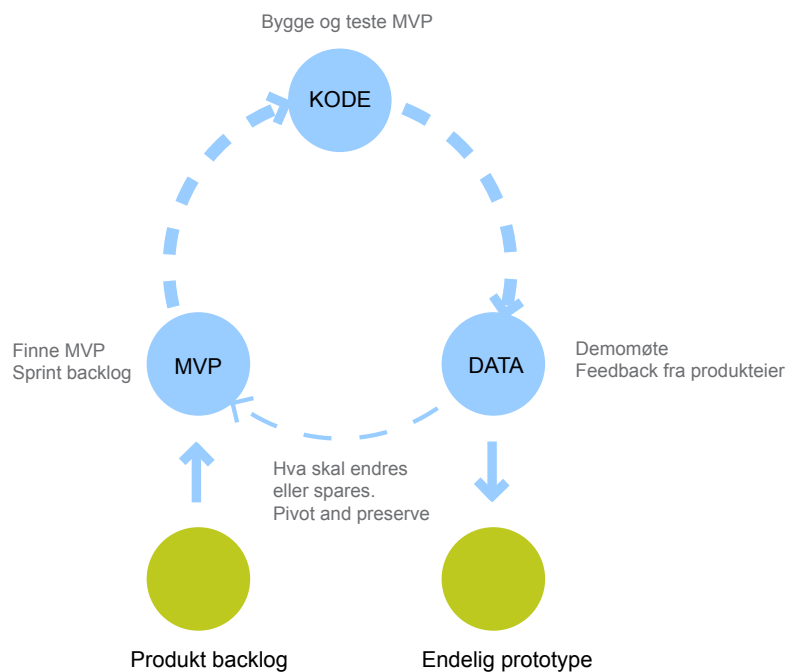 Bygge og teste MVP
KODE
Finne MVP
Sprint backlog
MVP
DATA
Demomøte
Feedback fra produkteier
Hva skal endres
eller spares.
Pivot and preserve
Produkt backlog
Endelig prototype